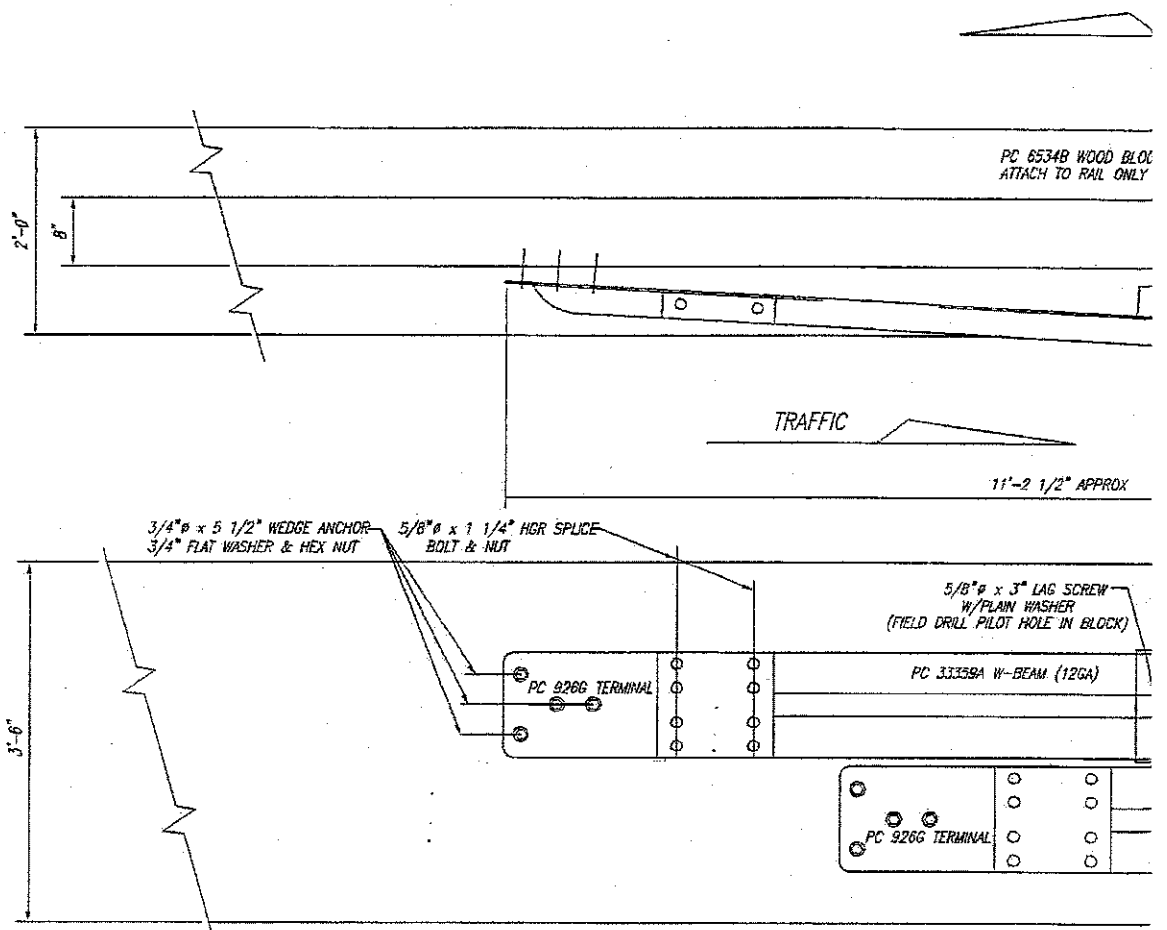 PC 6534B WOOD BLOC
ATTACH TO RAIL ONLY
2'-0"
8"
TRAFFIC
11'-2 1/2" APPROX
3/4"ø x 5 1/2" WEDGE ANCHOR
3/4" FLAT WASHER & HEX NUT
5/8"ø x 1 1/4" HGR SPLICE
BOLT & NUT
5/8"ø x 3" LAG SCREW
W/PLAIN WASHER
(FIELD DRILL PILOT HOLE IN BLOCK)
PC 926G TERMINAL
PC 33359A W-BEAM (12GA)
3'-6"
PC 926G TERMINAL